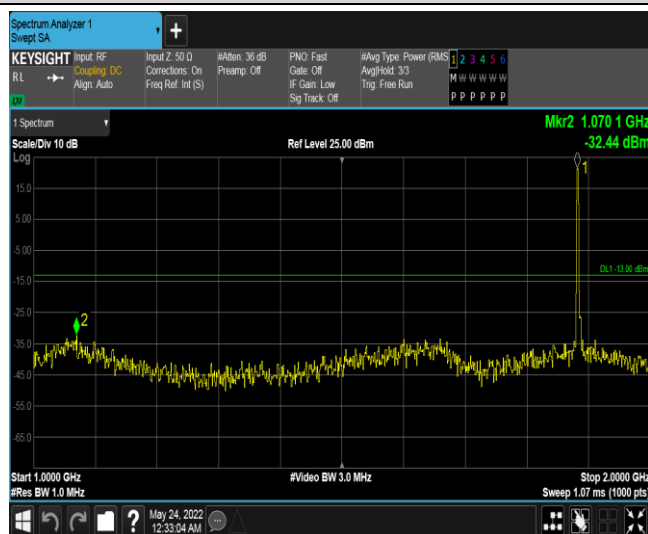 Spectrum Analyzer 1
Swept SA
+
KEYSIGHT Input: RF Input Z: 50 Ω #Atten: 36 dB PNO: Fast #Avg Type: Power (RMS 1 2 3 4 5 6
RL Coupling: DC Corrections: On Preamp: Off Gate: Off Avg|Hold: 3/3 M W W W W W
Align: Auto Freq Ref: Int (S) IF Gain: Low Trig: Free Run
Sig Track: Off P P P P P P
LXI
1 Spectrum Mkr2 1.070 1 GHz
Scale/Div 10 dB Ref Level 25.00 dBm -32.44 dBm
Log
1
15.0
5.00
-5.00
DL1 -13.00 dBm
-15.0
-25.0
2
-35.0
-45.0
-55.0
-65.0
Start 1.0000 GHz #Video BW 3.0 MHz Stop 2.0000 GHz
#Res BW 1.0 MHz Sweep 1.07 ms (1000 pts)
? May 24, 2022
12:33:04 AM